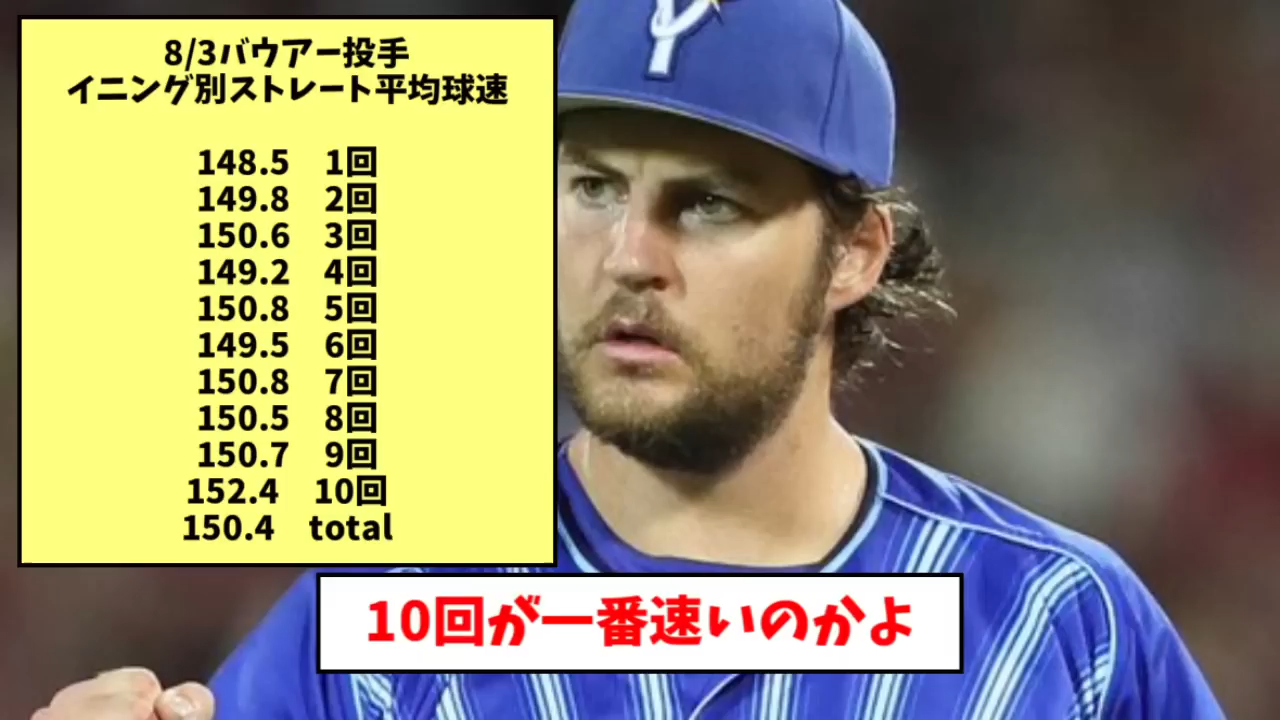 8/3バウアー投手
イニング別ストレート平均球速
148.5 1回
149.8 2回
150.6 3回
149.2 4回
150.8 5回
149.5 6回
150.8 7回
150.5 8回
150.7 9回
152.4 10回
150.4 total
Y
10回が一番速いのかよ